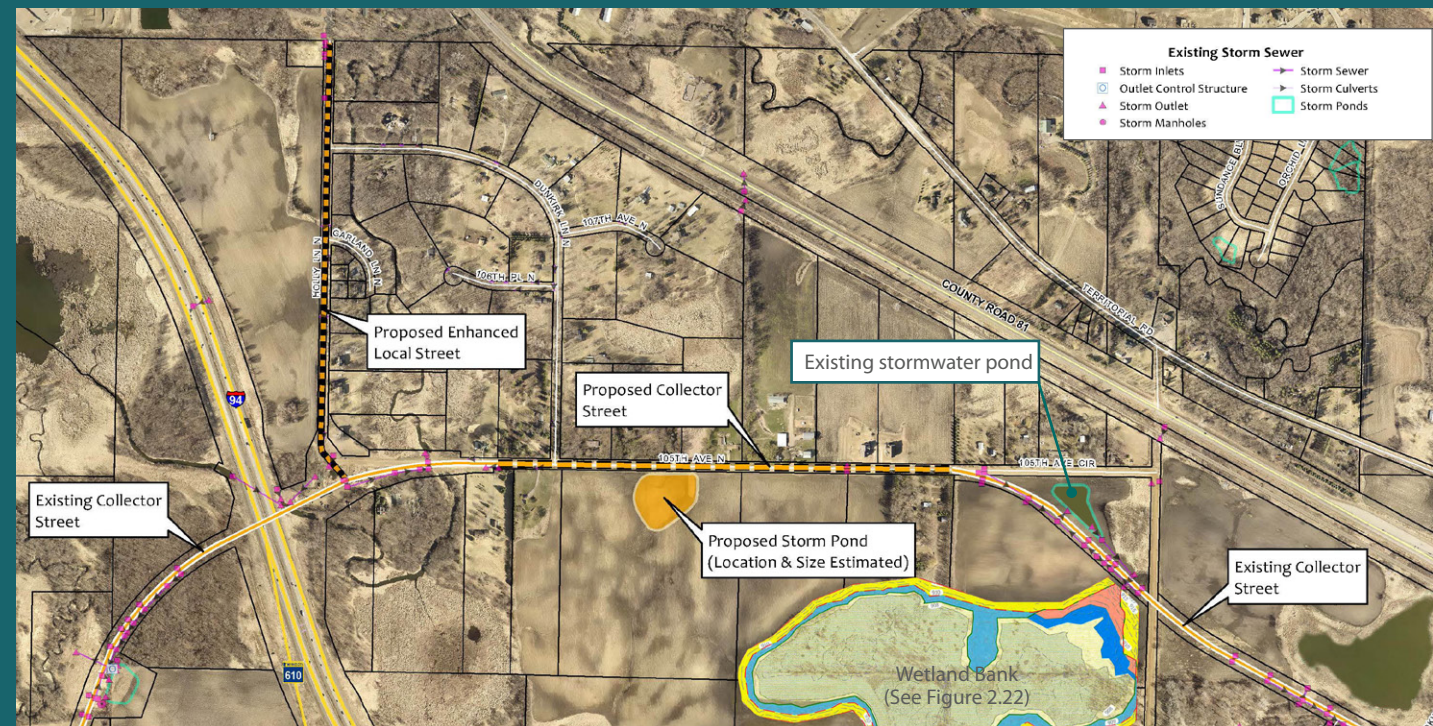 Existing Storm Sewer
Storm Inlets
Outlet Control Structure
Storm Outlet
Storm Manholes
Storm Sewer
Storm Culverts
Storm Ponds
SUNDANCE BL
ORCHID L
DUNKIRK LN N
107TH AVE N
GARLAND LN N
HOLLY LN N
106TH PL N
COUNTY ROAD 81
TERRITORIAL RD
Proposed Enhanced
Local Street
Existing stormwater pond
Proposed Collector
Street
94
105TH AVE N
105TH AVE CIR
Existing Collector
Street
Proposed Storm Pond
(Location & Size Estimated)
Existing Collector
Street
610
Wetland Bank
(See Figure 2.22)